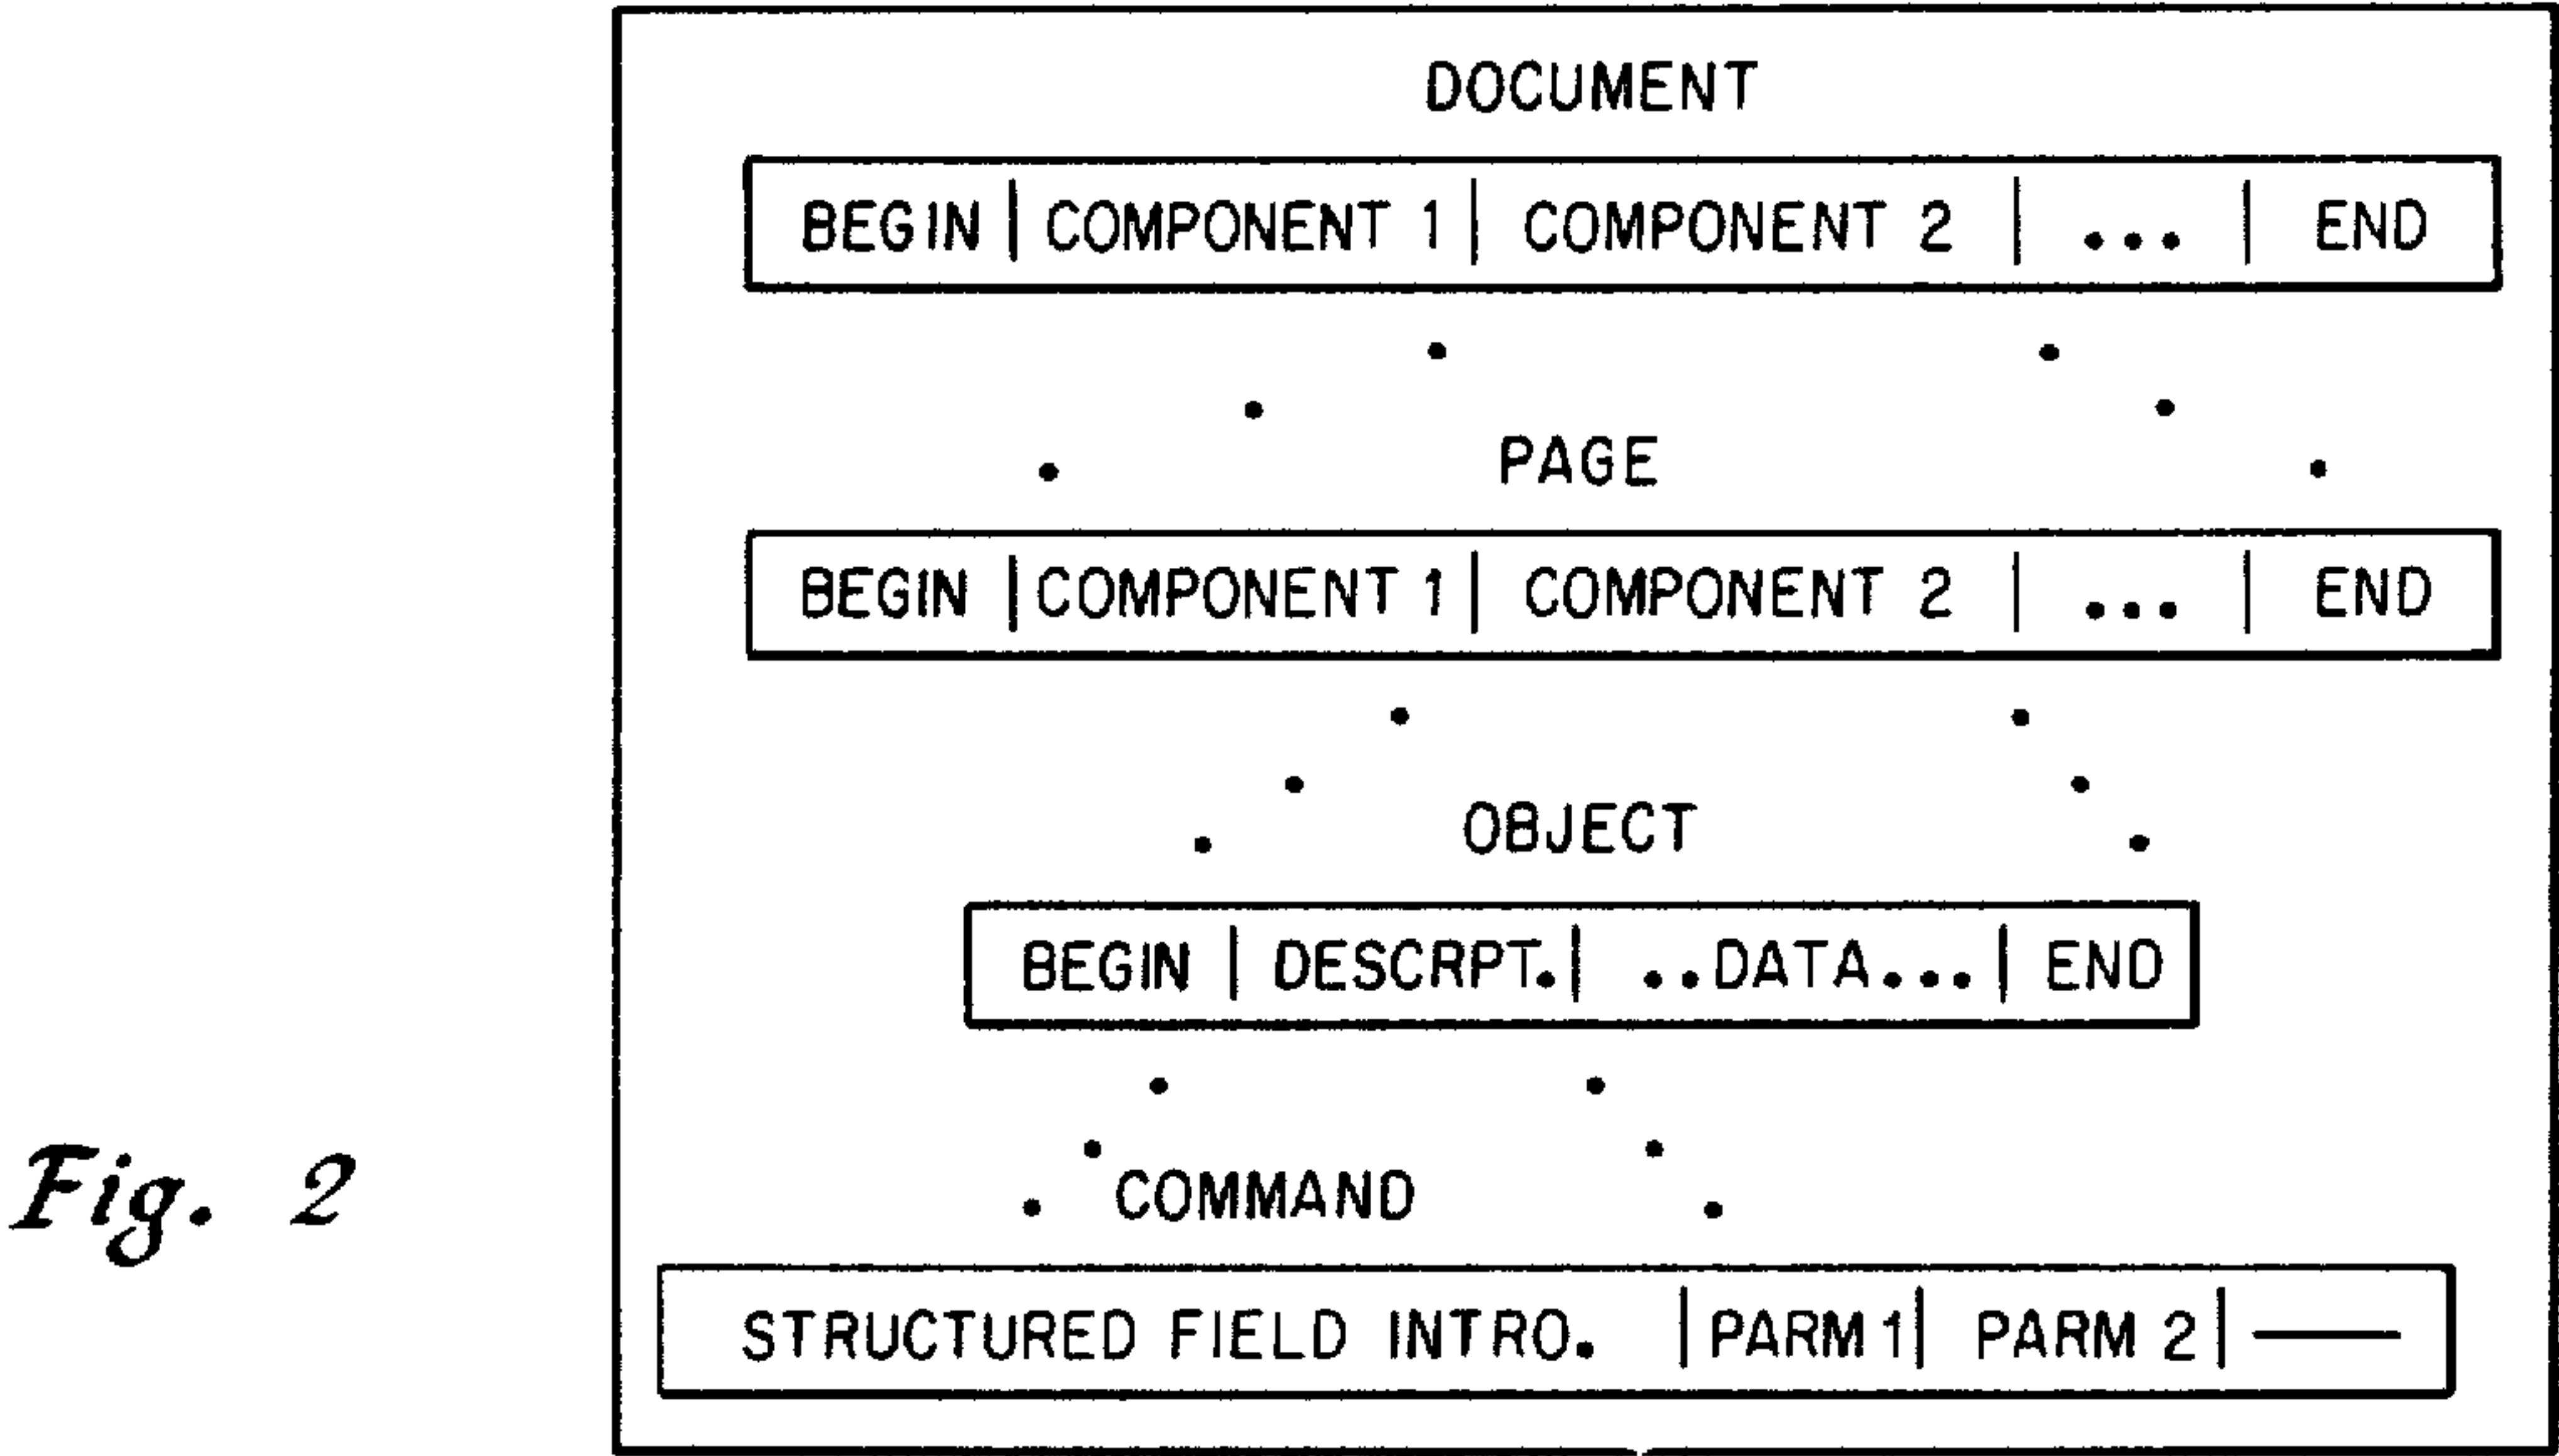 DOCUMENT
BEGIN | COMPONENT 1 | COMPONENT 2 | ... | END
PAGE
BEGIN | COMPONENT 1 | COMPONENT 2 | ... | END
OBJECT
BEGIN | DESCRPT. | ..DATA... | END
COMMAND
STRUCTURED FIELD INTRO. | PARM 1 | PARM 2 | —
Fig. 2